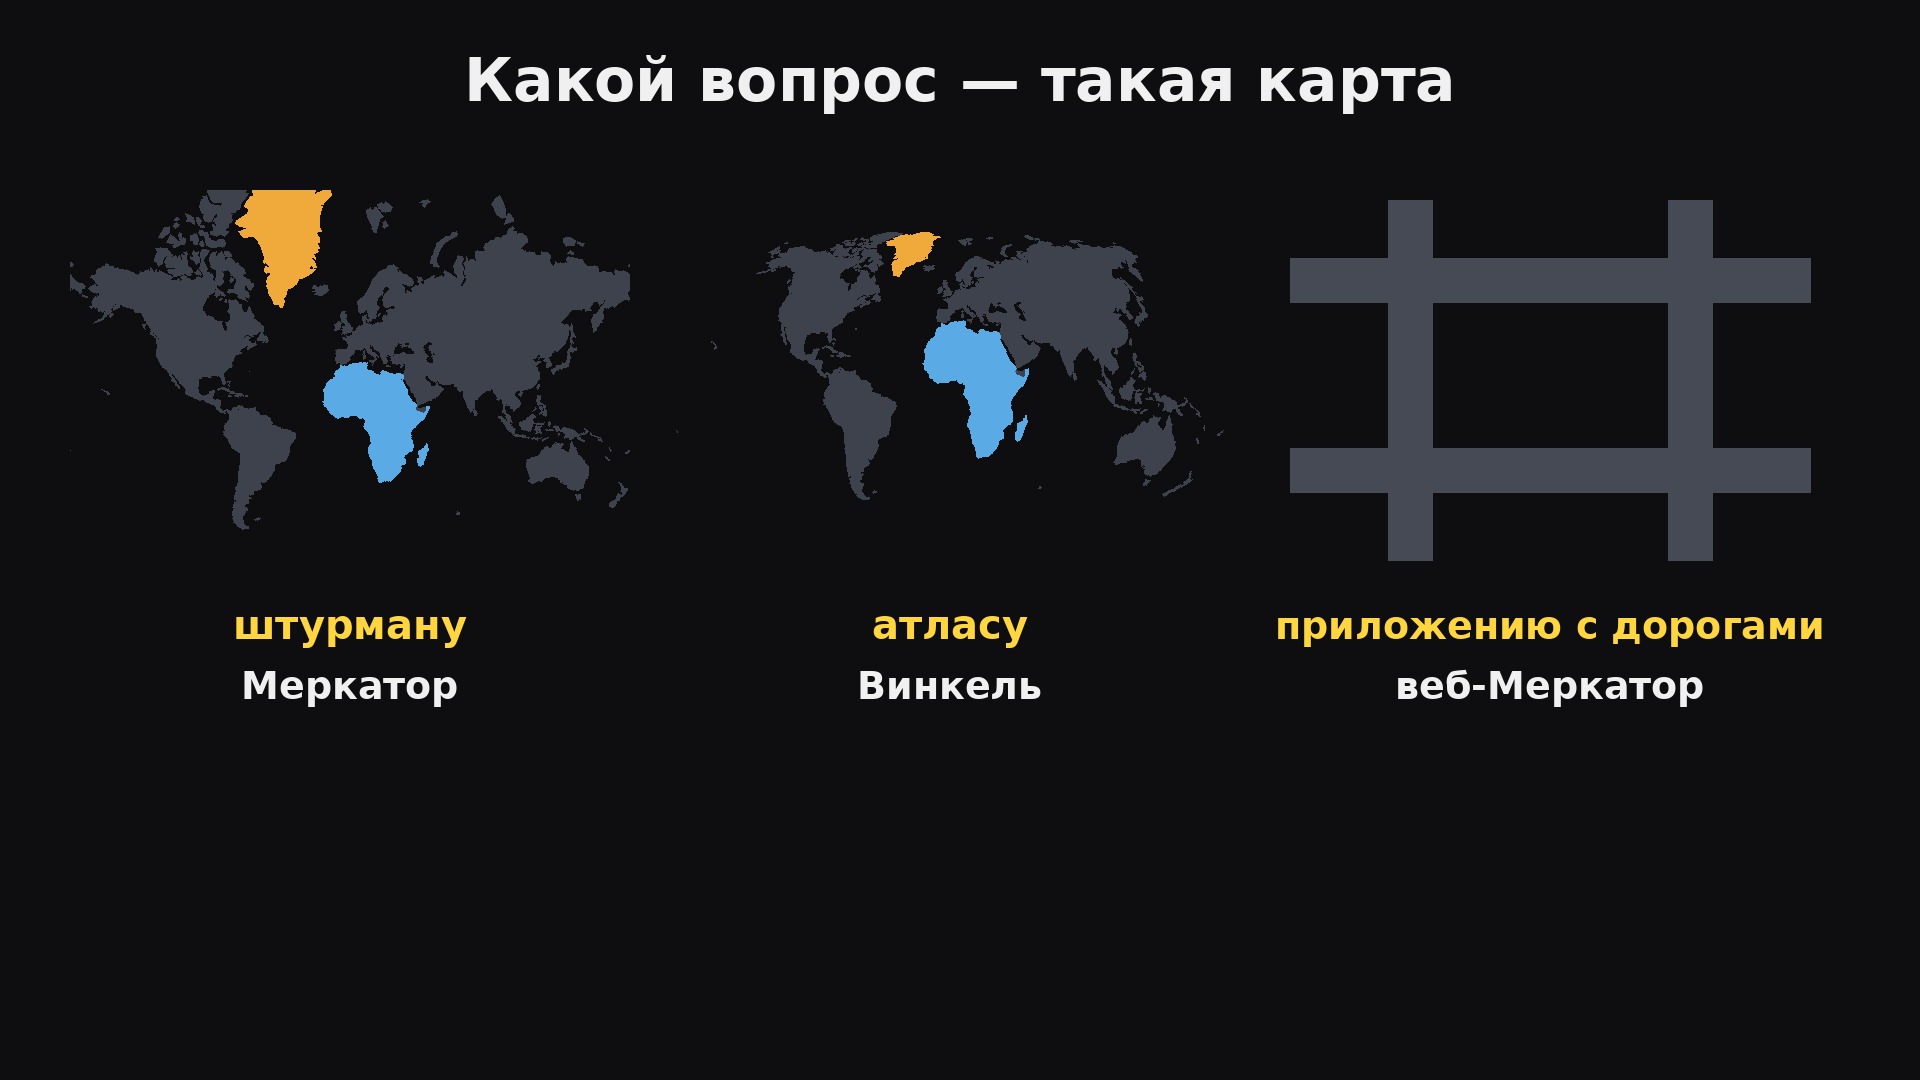 Какой вопрос — такая карта
штурману
Меркатор
атласу
Винкель
приложению с дорогами
веб-Меркатор